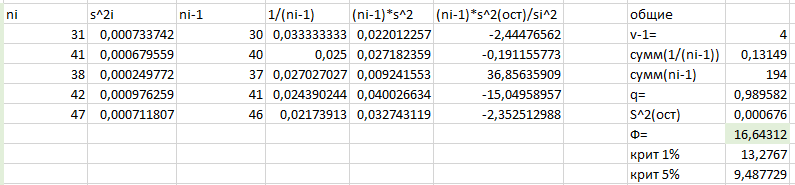 ni s^2i ni-1 1/(ni-1) (ni-1)*s^2 (ni-1)*s^2(ост)/si^2 общие
31 0,000733742 30 0,033333333 0,022012257 -2,44476562 v-1= 4
41 0,000679559 40 0,025 0,027182359 -0,191155773 сумм(1/(ni-1)) 0,13149
38 0,000249772 37 0,027027027 0,009241553 36,85635909 сумм(ni-1) 194
42 0,000976259 41 0,024390244 0,040026634 -15,04958957 q= 0,989582
47 0,000711807 46 0,02173913 0,032743119 -2,352512988 S^2(ост) 0,000676
Ф= 16,64312
крит 1% 13,2767
крит 5% 9,487729